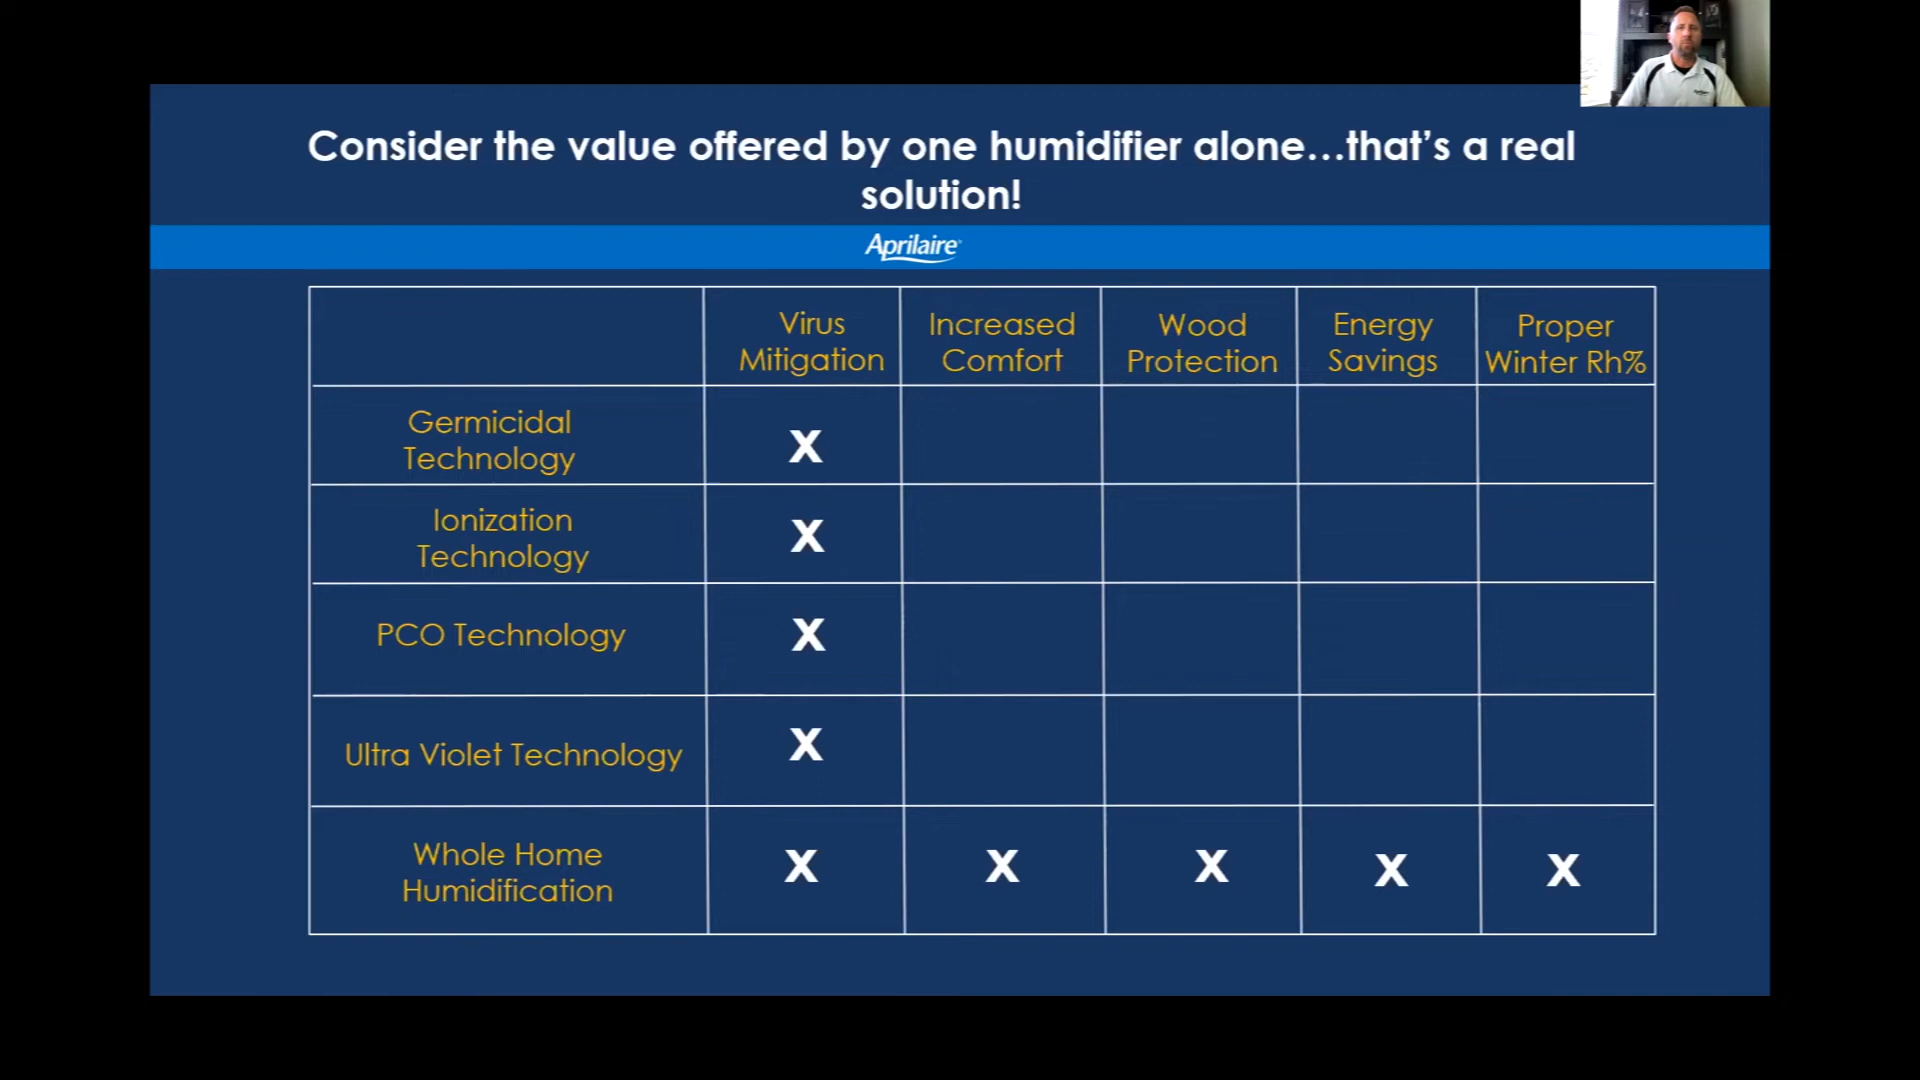 Consider the value offered by one humidifier alone...that's a real
solution!
Aprilaire
Virus
Mitigation
Increased
Comfort
Wood
Protection
Energy
Savings
Proper
Winter Rh%
Germicidal
Technology
X
Ionization
Technology
X
PCO Technology
X
Ultra Violet Technology
X
Whole Home
Humidification
X X X X X